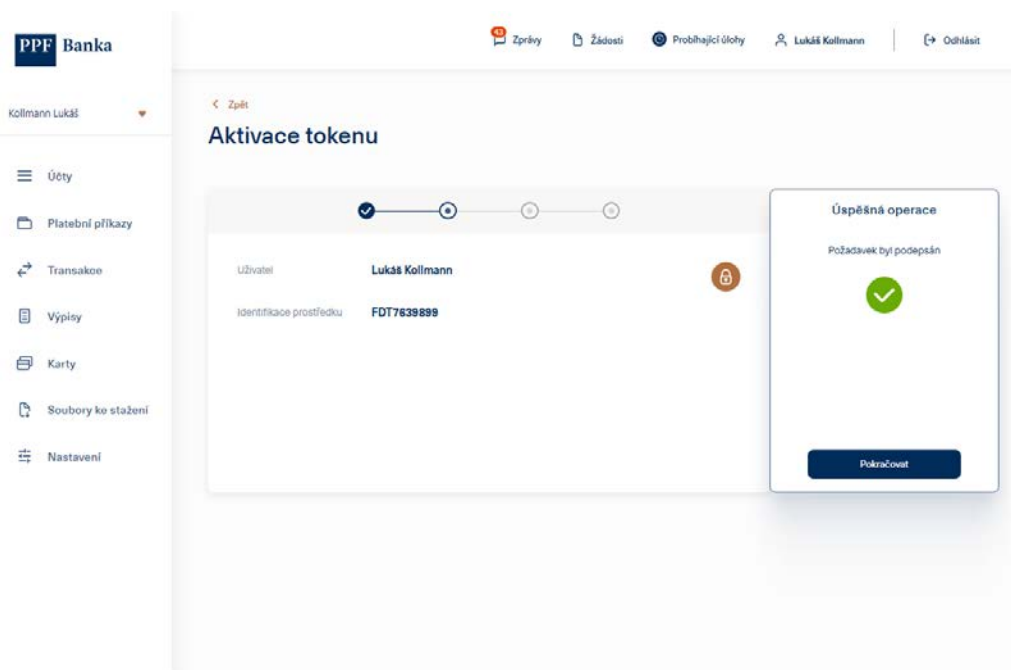 PPF Banka
43
Zprávy
Žádosti
Probíhající úlohy
Lukáš Kollmann
Odhlásit
Kollmann Lukáš
Zpět
Aktivace tokenu
Účty
Platební příkazy
Transakce
Výpisy
Karty
Soubory ke stažení
Nastavení
Uživatel
Lukáš Kollmann
Identifikace prostředku
FDT7639899
Úspěšná operace
Požadavek byl podepsán
Pokračovat